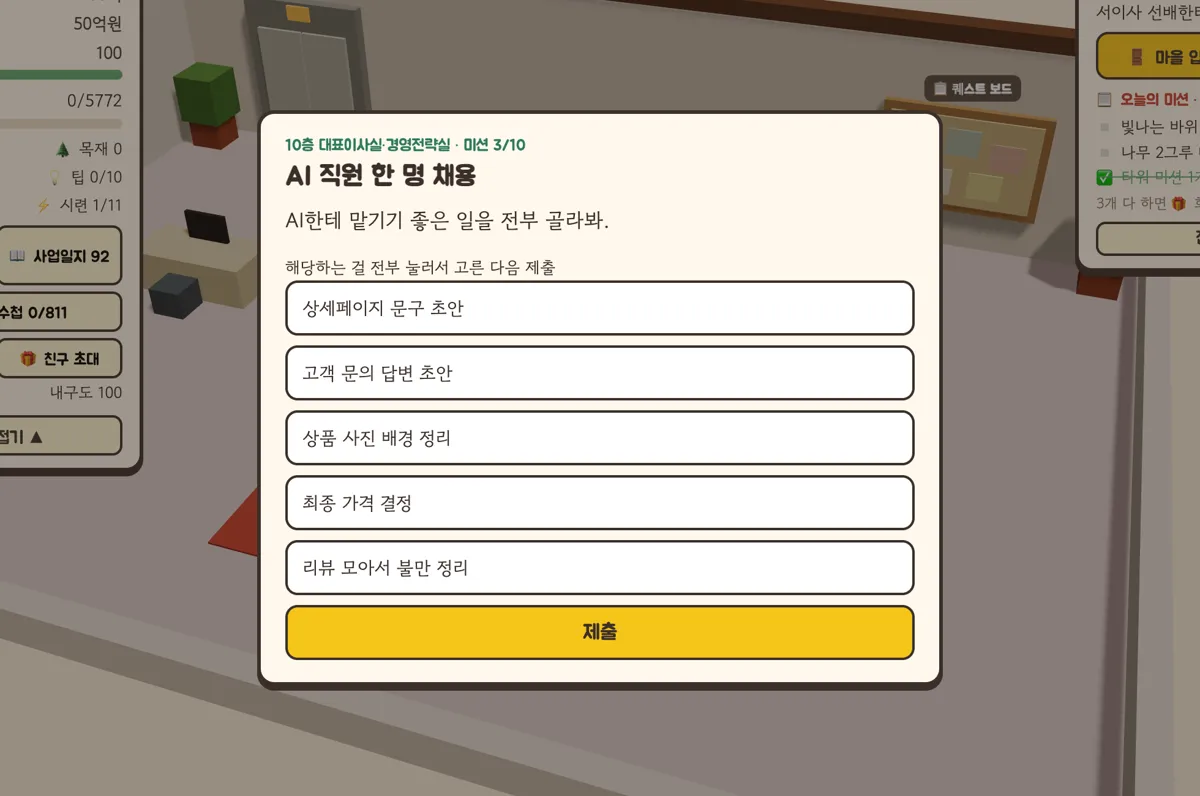 50억원
100
0/5772
목재 0
팁 0/10
시련 1/11
사업일지 92
수첩 0/811
친구 초대
내구도 100
접기 ▲
10층 대표이사실·경영전략실 · 미션 3/10
AI 직원 한 명 채용
AI한테 맡기기 좋은 일을 전부 골라봐.
해당하는 걸 전부 눌러서 고른 다음 제출
상세페이지 문구 초안
고객 문의 답변 초안
상품 사진 배경 정리
최종 가격 결정
리뷰 모아서 불만 정리
제출
퀘스트 보드
서이사 선배한테
마을
오늘의 미션 ·
빛나는 바위
나무 2그루
타워 미션
3개 다 하면